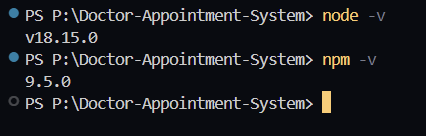 PS P:\Doctor-Appointment-System> node -v
v18.15.0
PS P:\Doctor-Appointment-System> npm -v
9.5.0
PS P:\Doctor-Appointment-System>